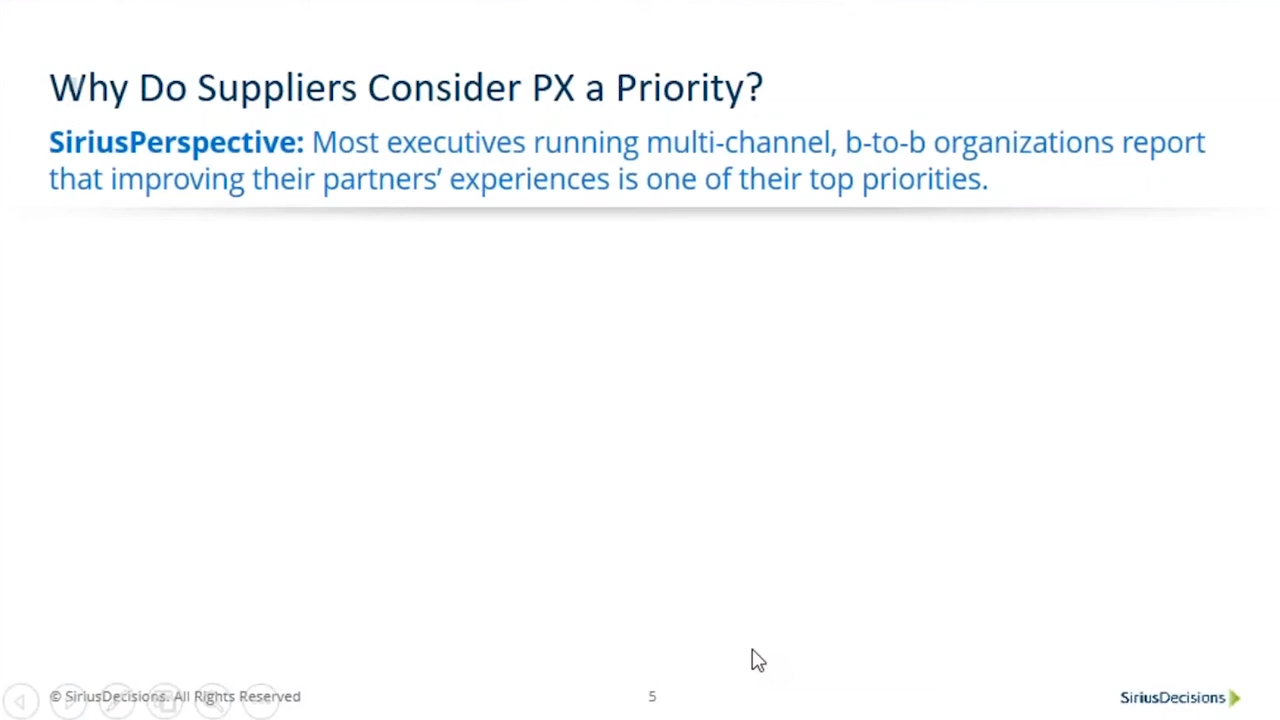 Why Do Suppliers Consider PX a Priority?
SiriusPerspective: Most executives running multi-channel, b-to-b organizations report
that improving their partners’ experiences is one of their top priorities.
© SiriusDecisions. All Rights Reserved
5
SiriusDecisions